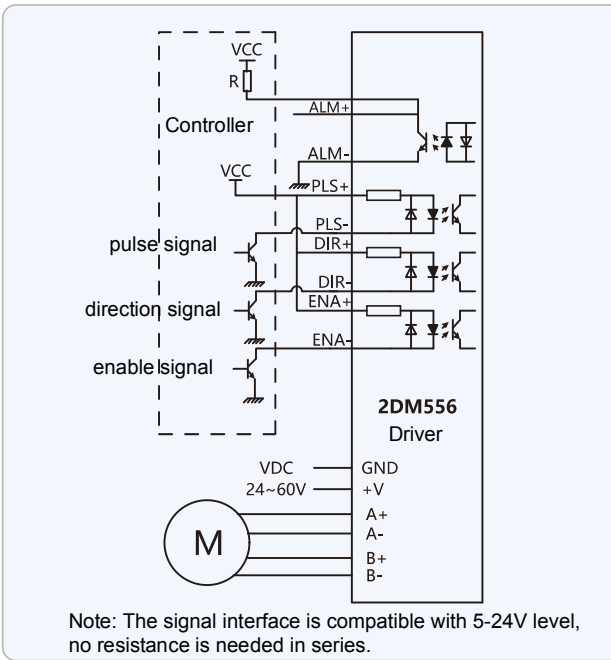 VCC
R
ALM+
Controller
ALM-
VCC
PLS+
PLS-
pulse signal
DIR+
DIR-
direction signal
ENA+
ENA-
enable signal
2DM556
Driver
VDC
GND
24~60V
+V
A+
A-
M
B+
B-
Note: The signal interface is compatible with 5-24V level,
no resistance is needed in series.